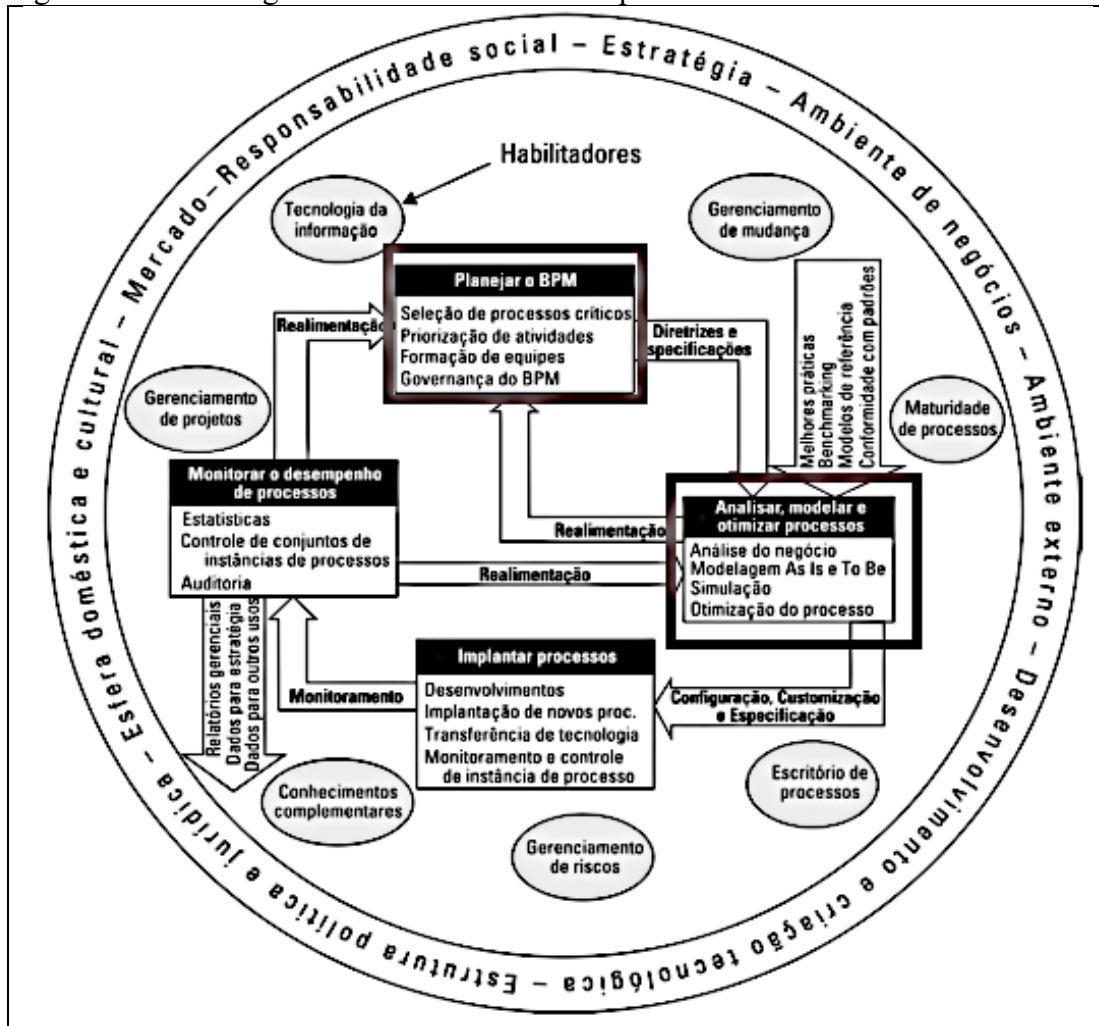 Mercado – Responsabilidade social – Estratégia – Ambiente de negócios – Ambiente externo – Desenvolvimento e criação tecnológica – Estrutura política e jurídica – Esfera doméstica e cultural –
Habilitadores
Tecnologia da
informação
Gerenciamento
de mudança
Planejar o BPM
Seleção de processos críticos
Priorização de atividades
Formação de equipes
Governança do BPM
Realimentação
Diretrizes e
especificações
Melhores práticas
Benchmarking
Modelos de referência
Conformidade com padrões
Gerenciamento
de projetos
Maturidade
de processos
Monitorar o desempenho
de processos
Estatísticas
Controle de conjuntos de
instâncias de processos
Auditoria
Realimentação
Realimentação
Analisar, modelar e
otimizar processos
Análise do negócio
Modelagem As Is e To Be
Simulação
Otimização do processo
Relatórios gerenciais
Dados para estratégia
Dados para outros usos
Monitoramento
Implantar processos
Desenvolvimentos
Implantação de novos proc.
Transferência de tecnologia
Monitoramento e controle
de instância de processo
Configuração, Customização
e Especificação
Conhecimentos
complementares
Escritório de
processos
Gerenciamento
de riscos